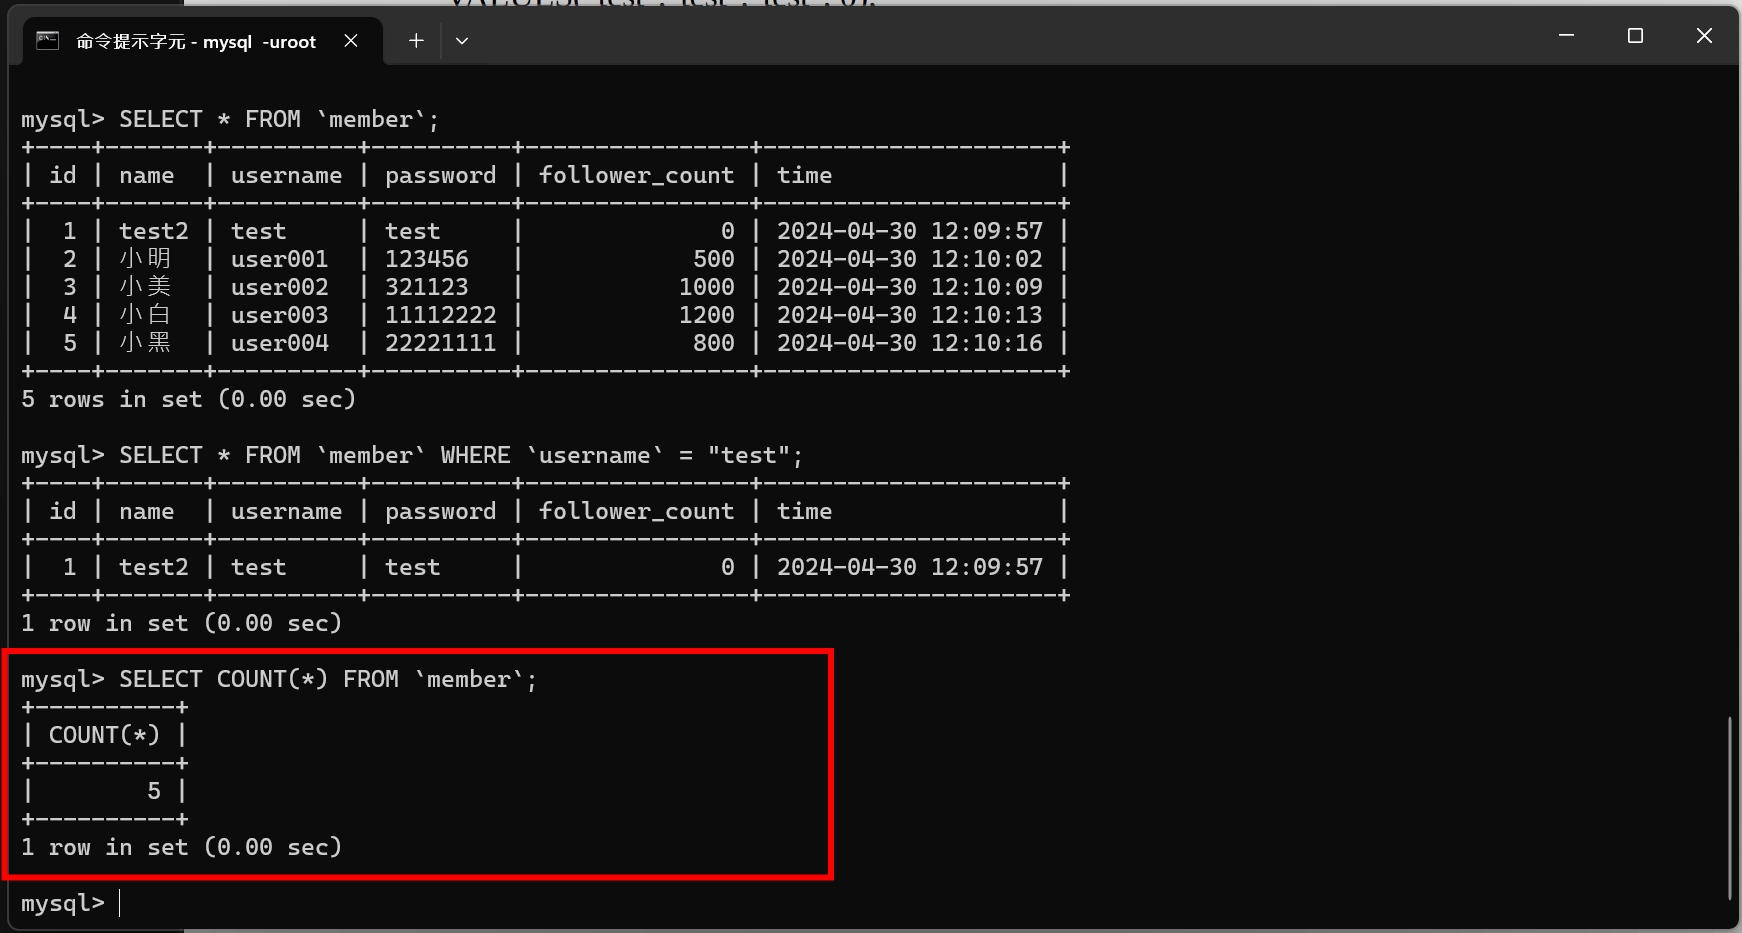 命令提示字元 - mysql  -uroot
mysql> SELECT * FROM `member`;
+----+-------+----------+----------+----------------+---------------------+
| id | name  | username | password | follower_count | time                |
+----+-------+----------+----------+----------------+---------------------+
|  1 | test2 | test     | test     |              0 | 2024-04-30 12:09:57 |
|  2 | 小明  | user001  | 123456   |            500 | 2024-04-30 12:10:02 |
|  3 | 小美  | user002  | 321123   |           1000 | 2024-04-30 12:10:09 |
|  4 | 小白  | user003  | 11112222 |           1200 | 2024-04-30 12:10:13 |
|  5 | 小黑  | user004  | 22221111 |            800 | 2024-04-30 12:10:16 |
+----+-------+----------+----------+----------------+---------------------+
5 rows in set (0.00 sec)
mysql> SELECT * FROM `member` WHERE `username` = "test";
+----+-------+----------+----------+----------------+---------------------+
| id | name  | username | password | follower_count | time                |
+----+-------+----------+----------+----------------+---------------------+
|  1 | test2 | test     | test     |              0 | 2024-04-30 12:09:57 |
+----+-------+----------+----------+----------------+---------------------+
1 row in set (0.00 sec)
mysql> SELECT COUNT(*) FROM `member`;
+----------+
| COUNT(*) |
+----------+
|        5 |
+----------+
1 row in set (0.00 sec)
mysql>